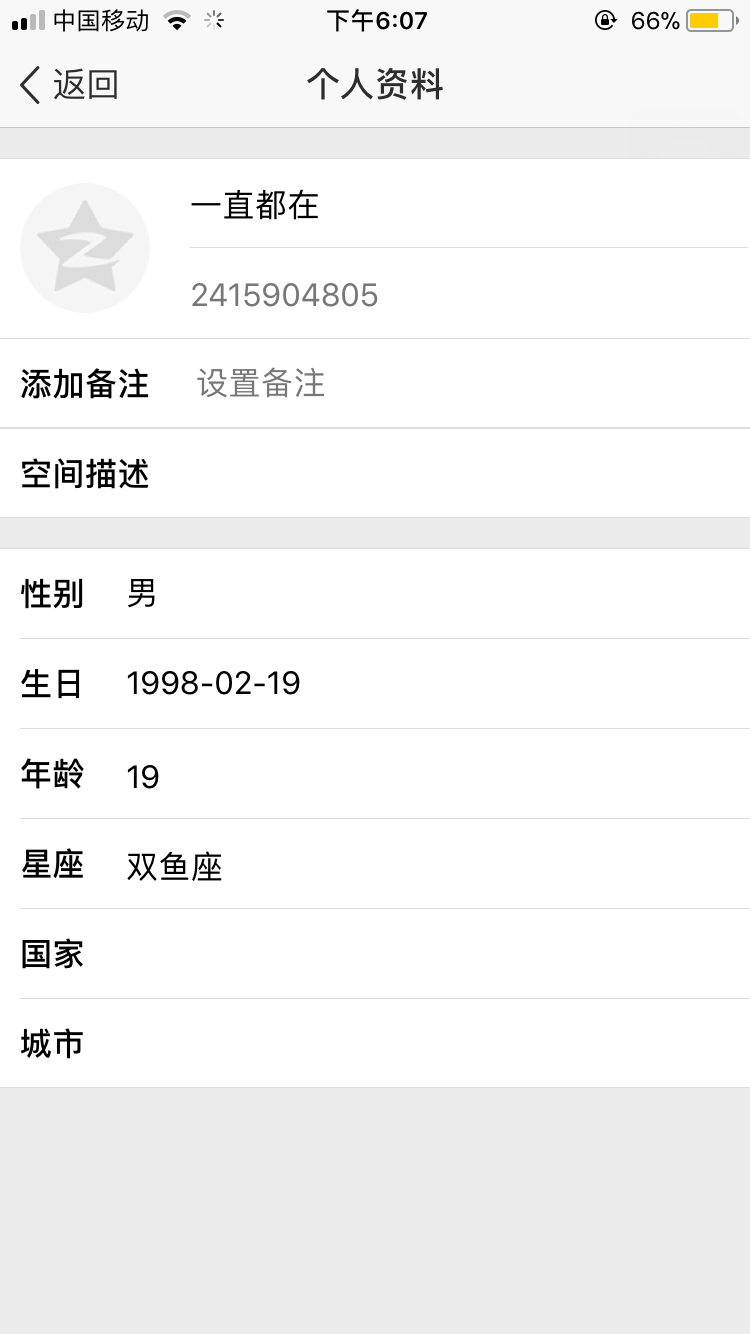 中国移动 下午6:07 66%
返回 个人资料
一直都在
2415904805
添加备注 设置备注
空间描述
性别 男
生日 1998-02-19
年龄 19
星座 双鱼座
国家
城市